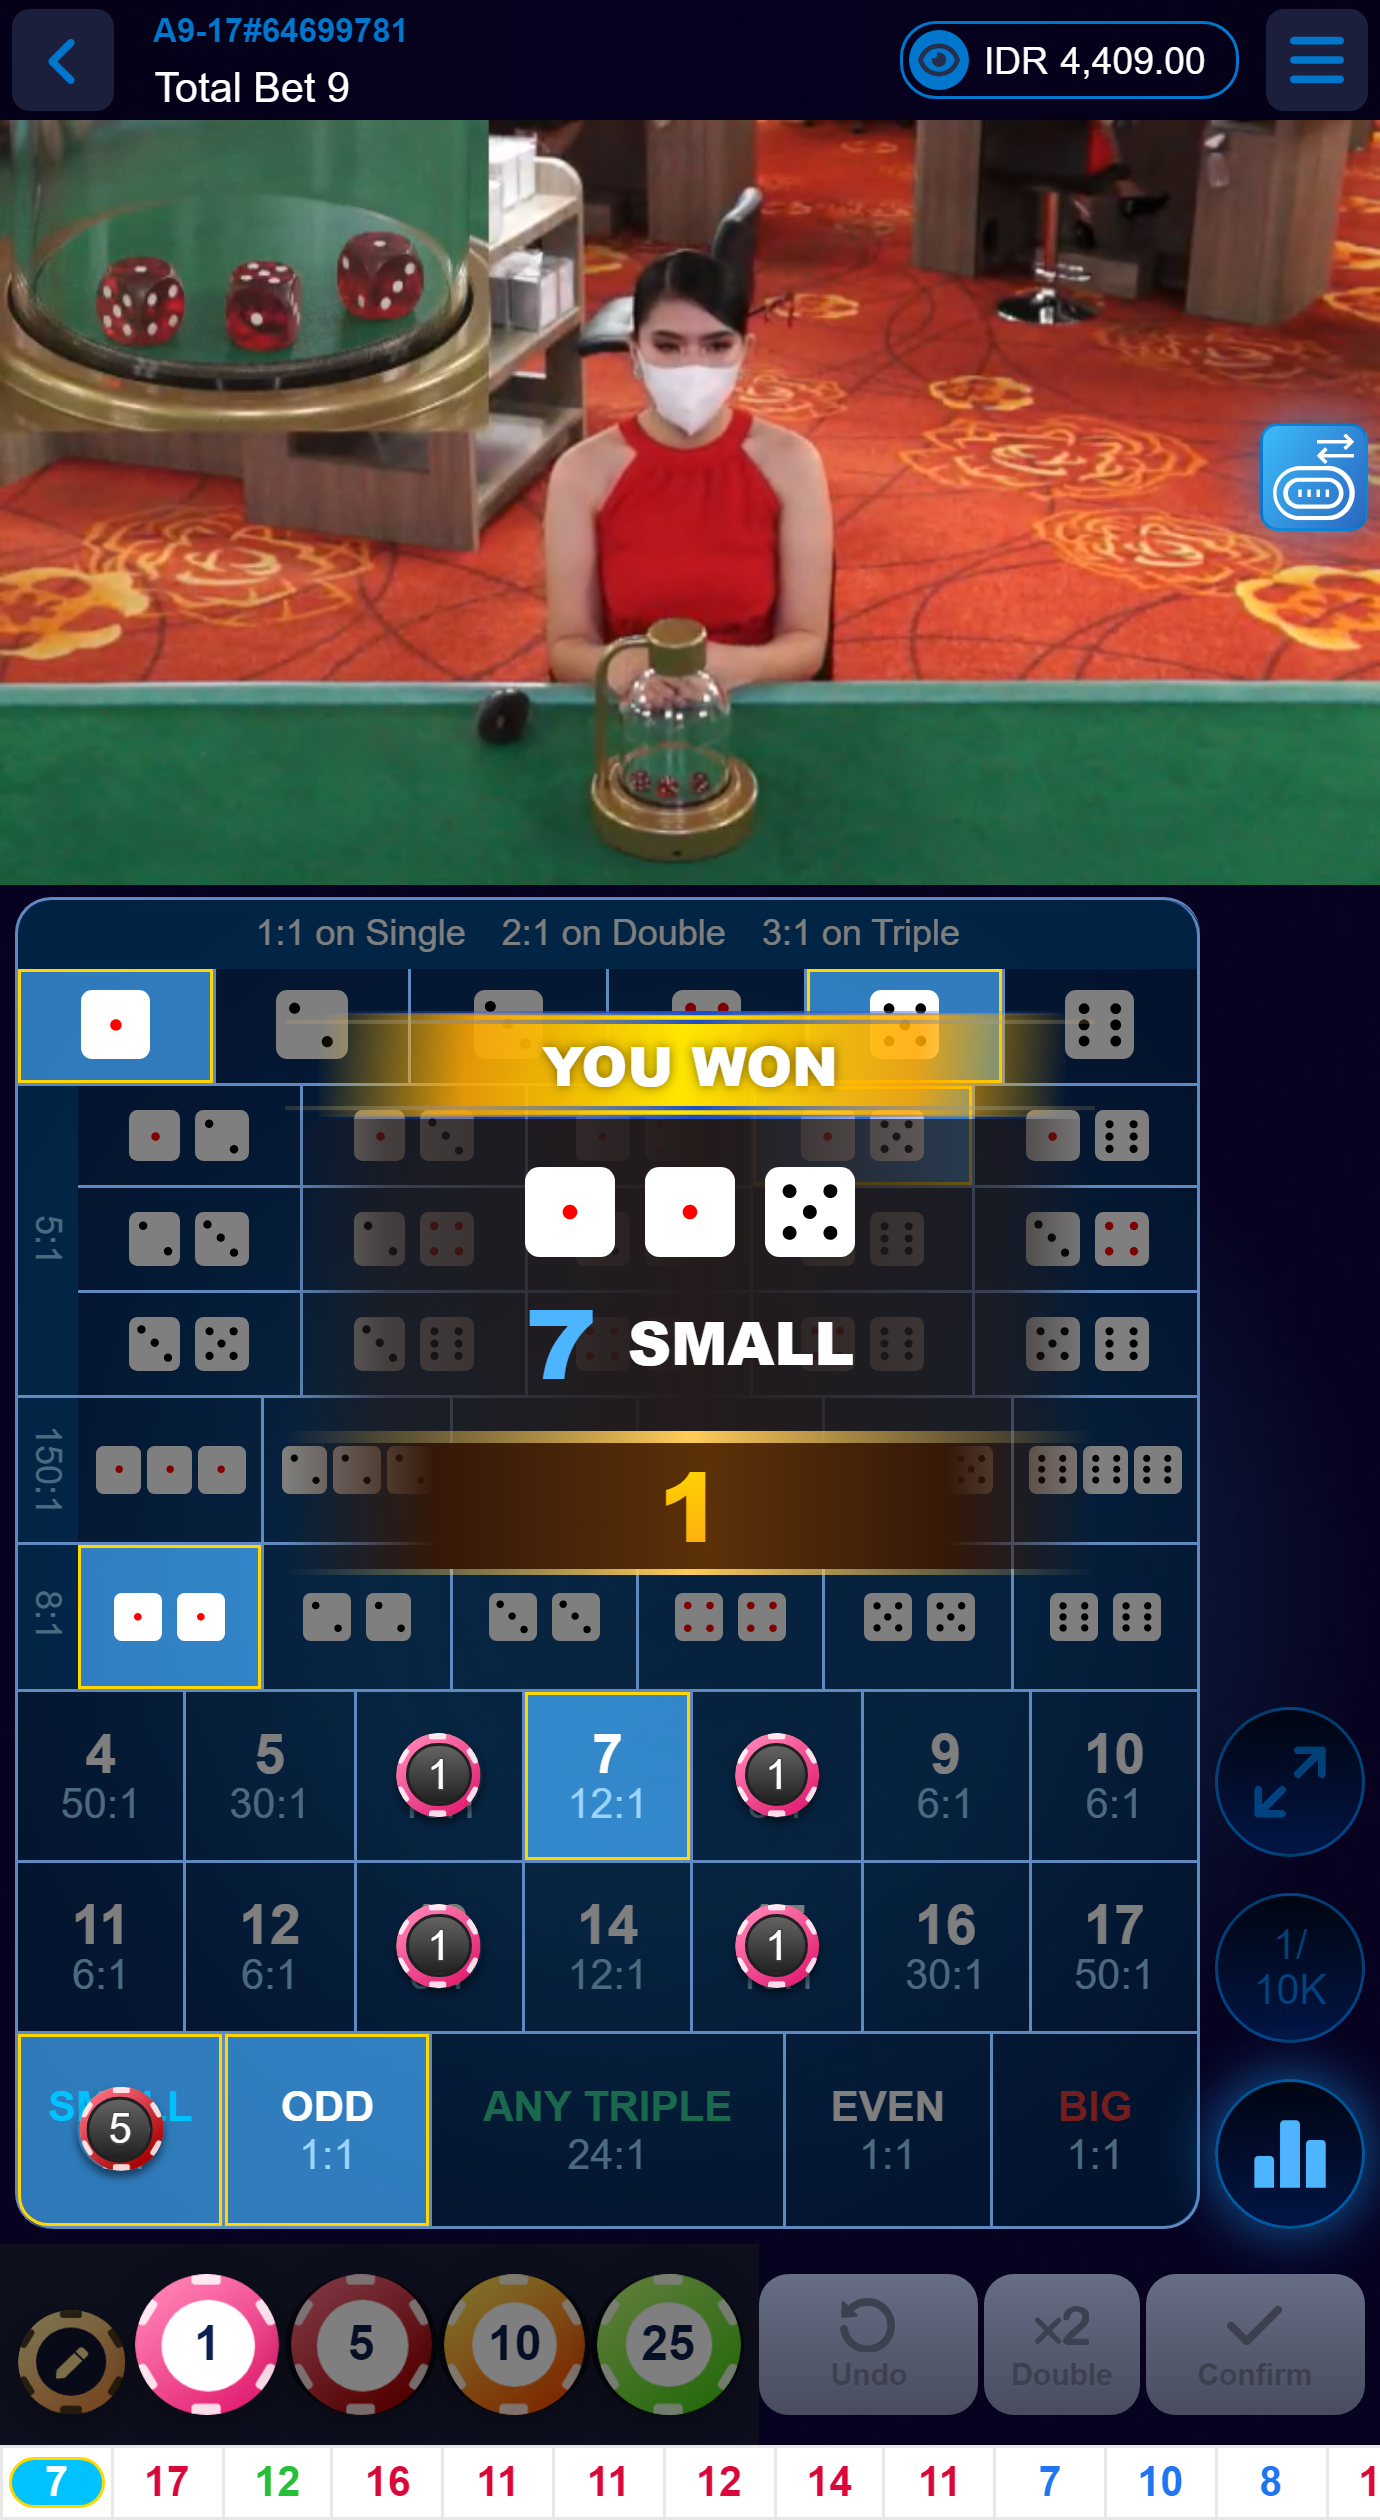 A9-17#64699781
Total Bet 9
IDR 4,409.00
1:1 on Single 2:1 on Double 3:1 on Triple
YOU WON
5:1
7 SMALL
150:1
1
8:1
4 5 1 7 1 9 10
50:1 30:1 12:1 6:1 6:1
11 12 1 14 1 16 17
6:1 6:1 12:1 30:1 50:1
1/
10K
ODD ANY TRIPLE EVEN BIG
5
1:1 24:1 1:1 1:1
1 5 10 25
Undo x2 Double Confirm
7 17 12 16 11 11 12 14 11 7 10 8